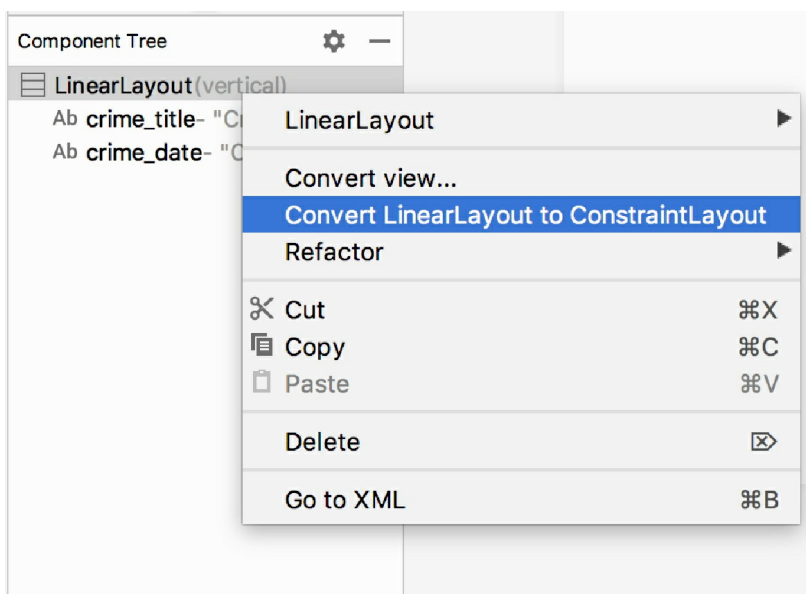 Component Tree
LinearLayout(vertical)
Ab crime_title- "C
Ab crime_date- "C
LinearLayout
Convert view...
Convert LinearLayout to ConstraintLayout
Refactor
Cut ⌘X
Copy ⌘C
Paste ⌘V
Delete ⌦
Go to XML ⌘B